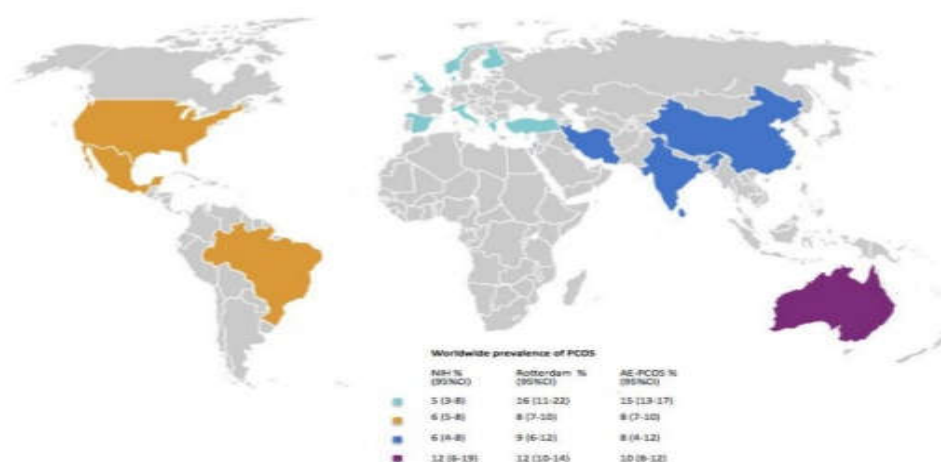 Worldwide prevalence of PCOS
NIH % Rotterdam % AE-PCOS %
(95%CI) (95%CI) (95%CI)
5 (3-8) 16 (11-22) 15 (13-17)
6 (5-8) 8 (7-10) 8 (7-10)
6 (4-8) 9 (6-12) 8 (4-12)
12 (6-19) 12 (10-14) 10 (8-12)